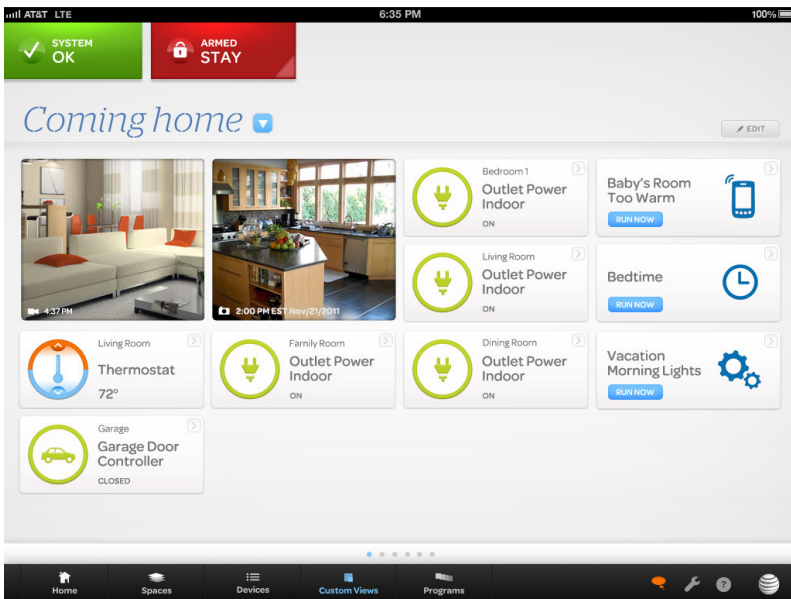 AT&T LTE
6:35 PM
100%
SYSTEM
OK
ARMED
STAY
Coming home
EDIT
4:37 PM
2:00 PM EST Nov/21/2011
Bedroom 1
Outlet Power
Indoor
ON
Baby's Room
Too Warm
RUN NOW
Living Room
Outlet Power
Indoor
ON
Bedtime
RUN NOW
Living Room
Thermostat
72°
Family Room
Outlet Power
Indoor
ON
Dining Room
Outlet Power
Indoor
ON
Vacation
Morning Lights
RUN NOW
Garage
Garage Door
Controller
CLOSED
Home
Spaces
Devices
Custom Views
Programs
?